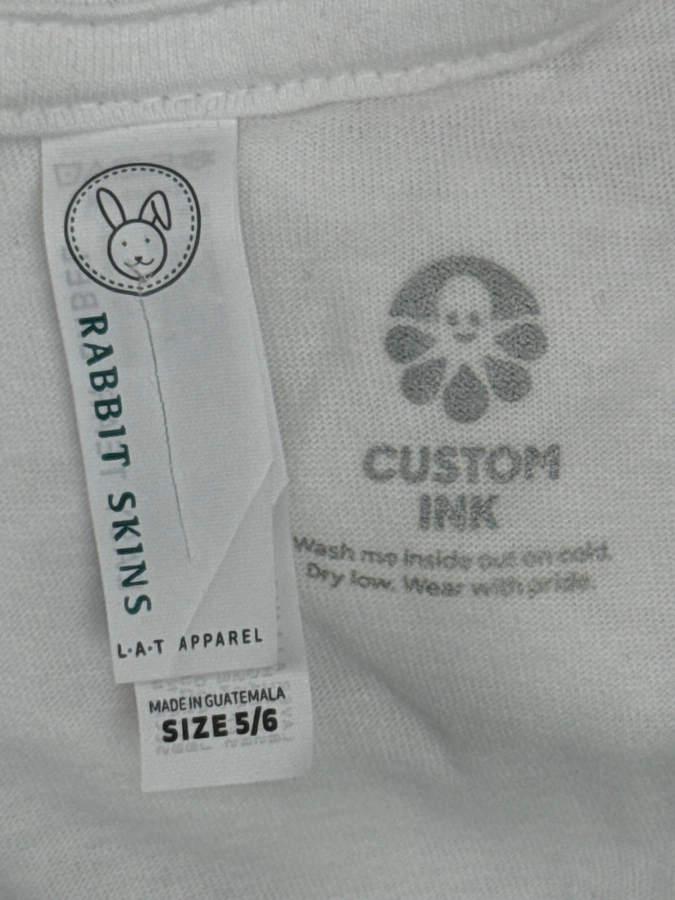 RABBIT SKINS
L·A·T APPAREL
MADE IN GUATEMALA
SIZE 5/6
CUSTOM
INK
Wash me inside out on cold.
Dry low. Wear with pride.